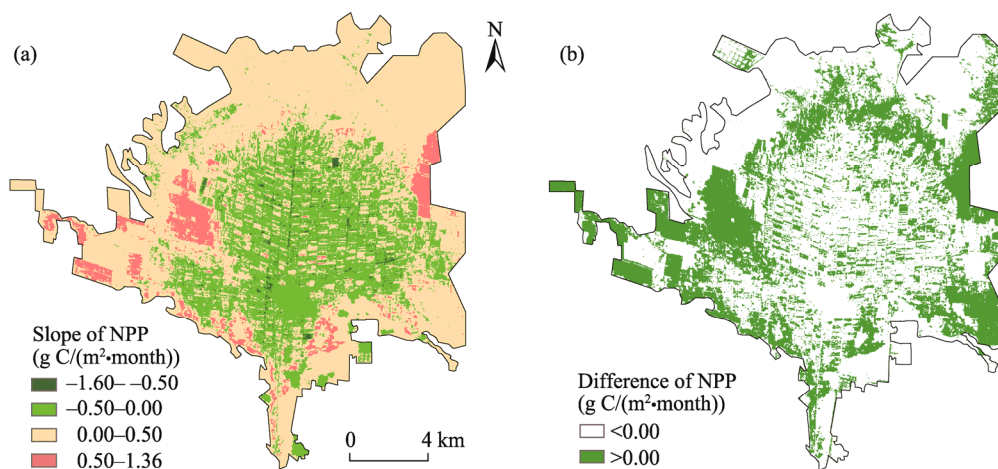 (a)
N
Slope of NPP
(g C/(m²•month))
–1.60– –0.50
–0.50–0.00
0.00–0.50
0.50–1.36
0 4 km
(b)
Difference of NPP
(g C/(m²•month))
<0.00
>0.00